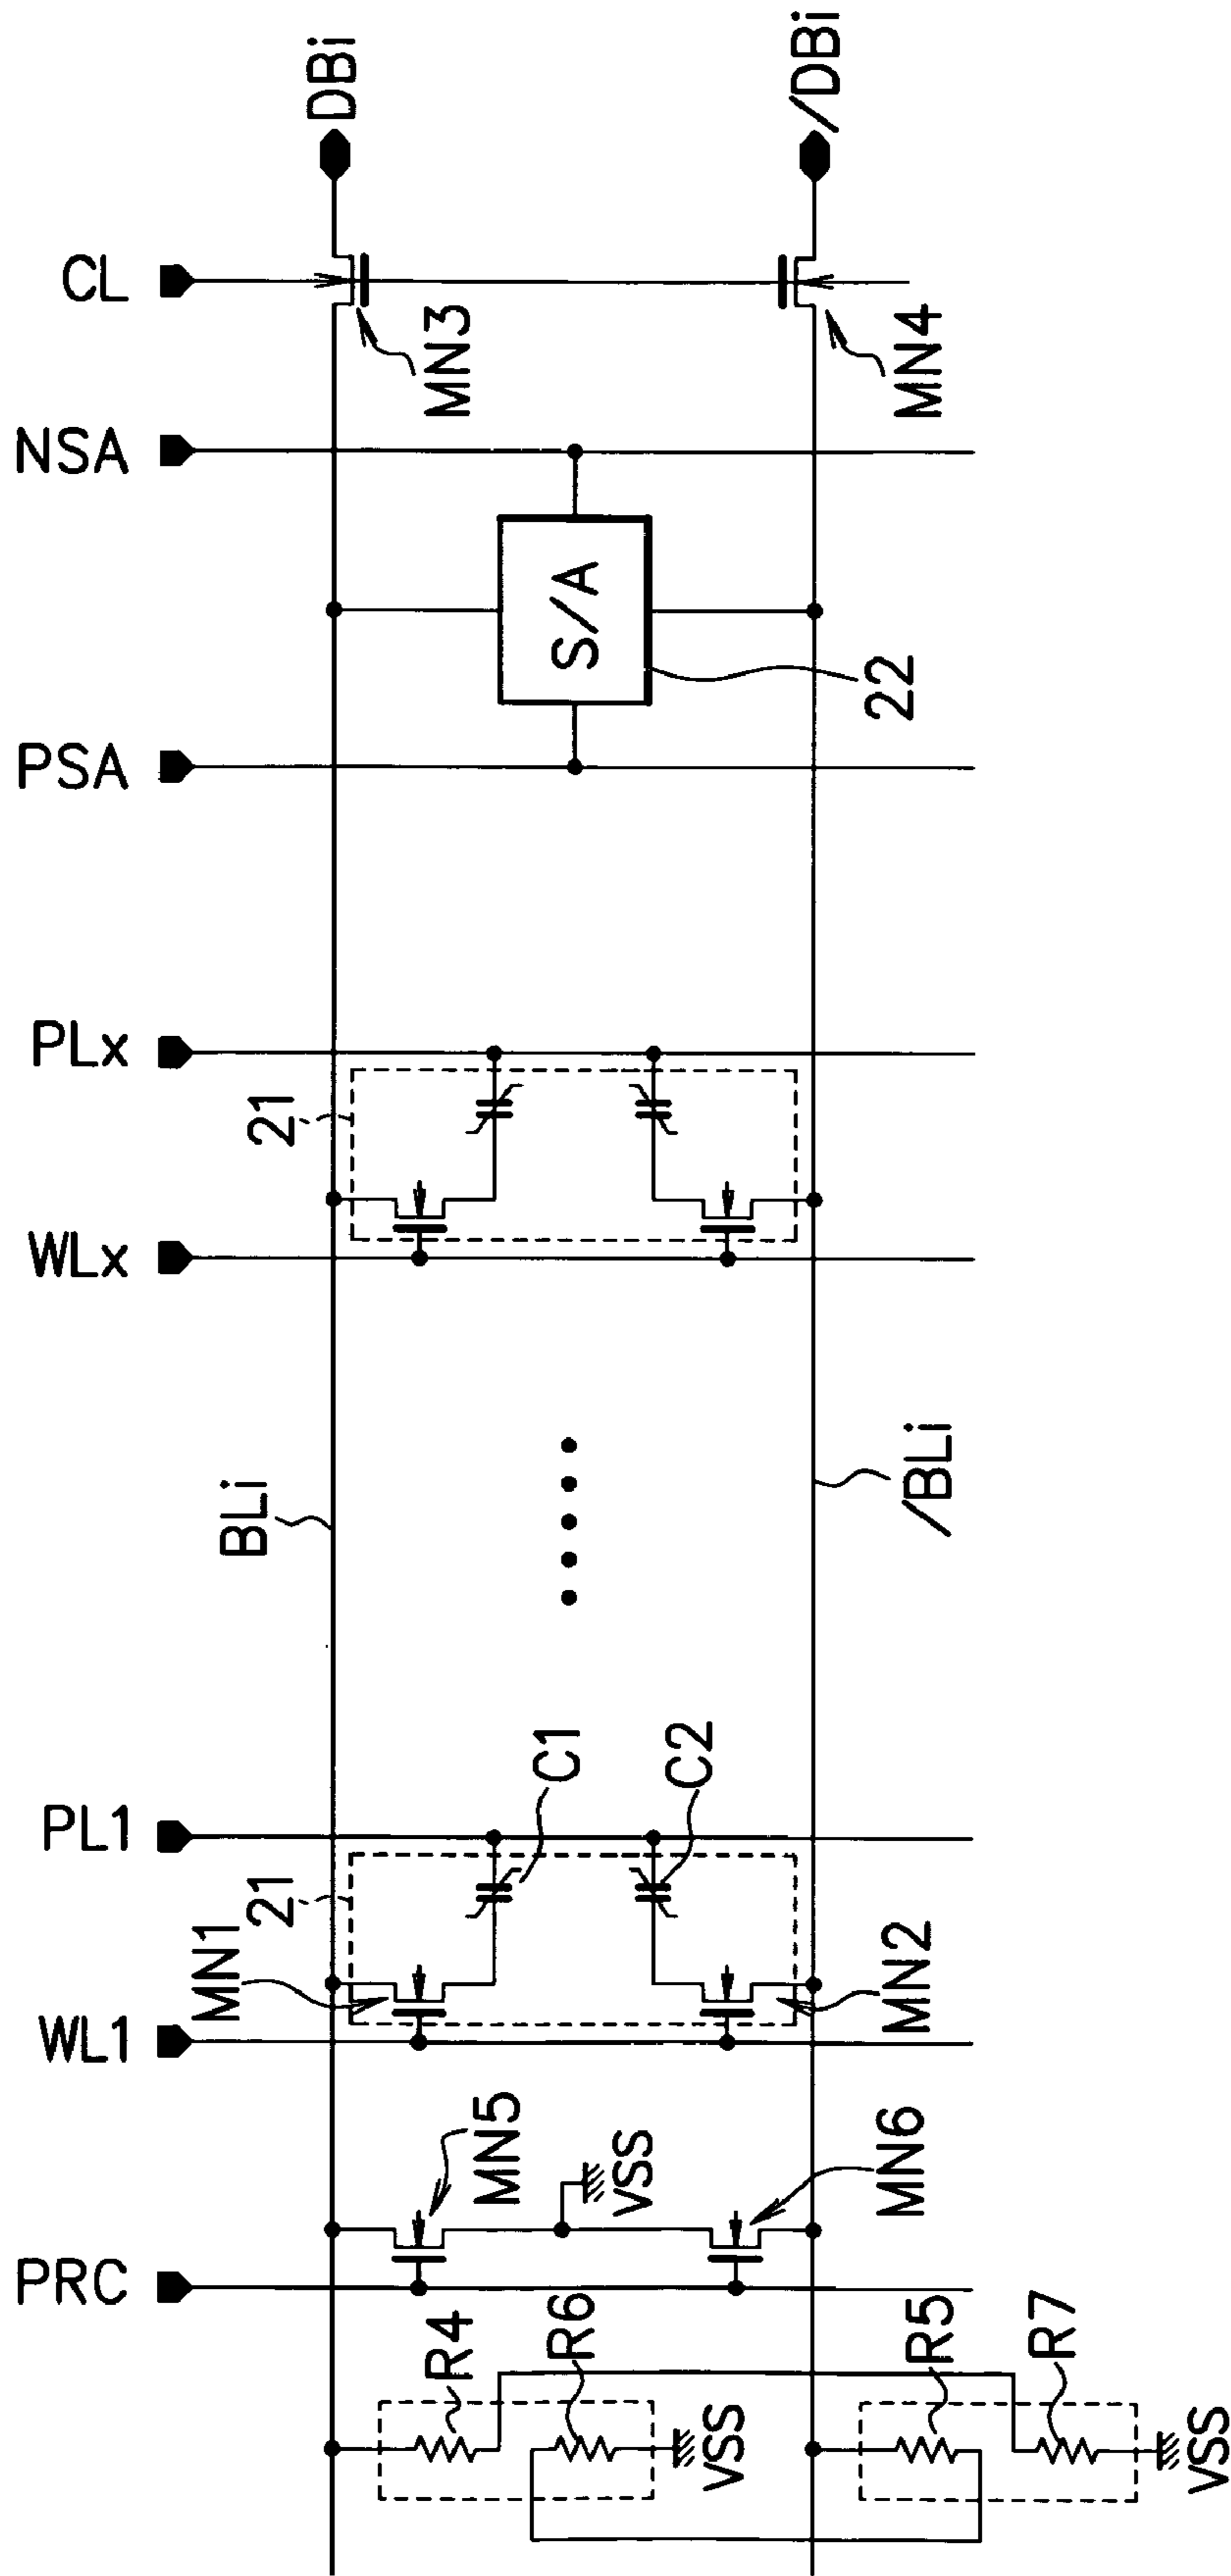 PRC
WL1
PL1
WLx
PLx
PSA
NSA
CL
MN1
21
BLi
21
DBi
R4
MN5
C1
MN3
R6
VSS
C2
S/A
VSS
R5
MN6
MN2
/BLi
22
MN4
/DBi
R7
VSS